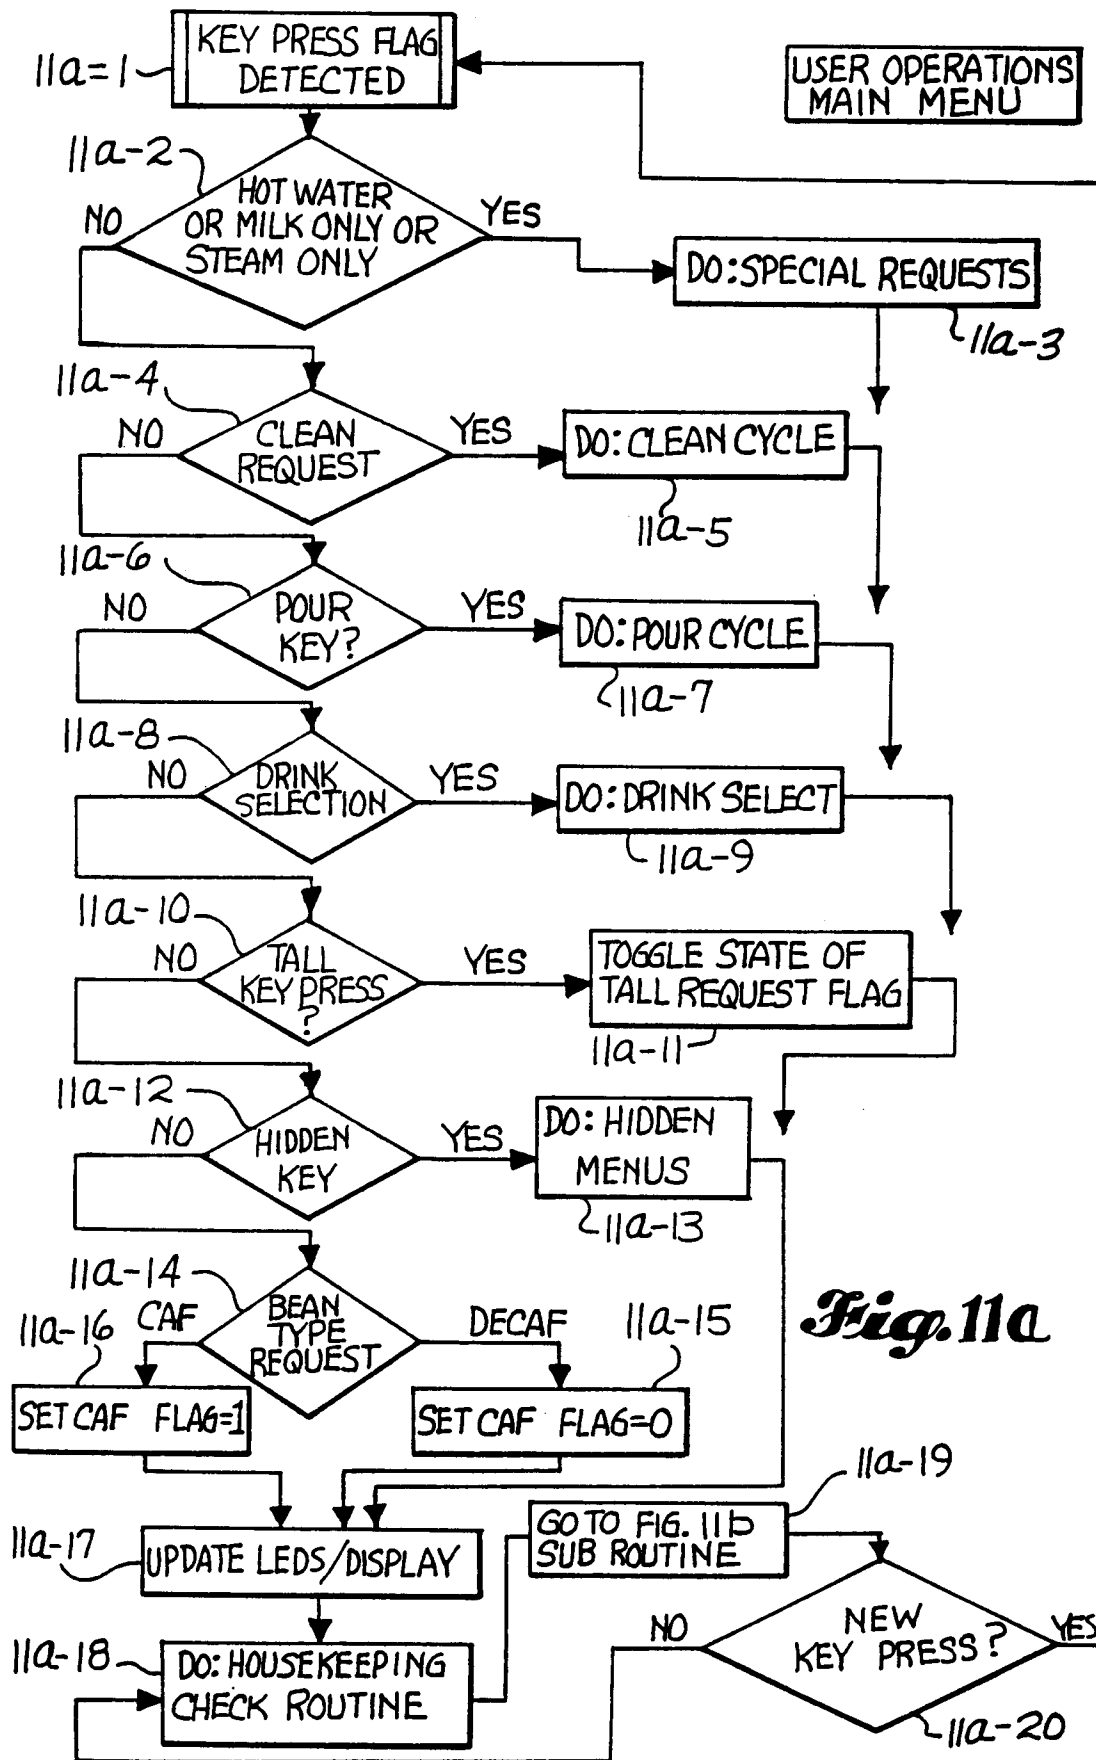 KEY PRESS FLAG
DETECTED
11a=1
USER OPERATIONS
MAIN MENU
11a-2
HOT WATER
OR MILK ONLY OR
STEAM ONLY
NO
YES
DO:SPECIAL REQUESTS
11a-3
11a-4
NO
CLEAN
REQUEST
YES
DO:CLEAN CYCLE
11a-5
11a-6
NO
POUR
KEY?
YES
DO:POUR CYCLE
11a-7
11a-8
NO
DRINK
SELECTION
YES
DO:DRINK SELECT
11a-9
11a-10
NO
TALL
KEY PRESS
?
YES
TOGGLE STATE OF
TALL REQUEST FLAG
11a-11
11a-12
NO
HIDDEN
KEY
YES
DO: HIDDEN
MENUS
11a-13
11a-14
CAF
BEAN
TYPE
REQUEST
DECAF
11a-15
11a-16
Fig. 11a
SET CAF FLAG=1
SET CAF FLAG=0
11a-19
11a-17
UPDATE LEDS/DISPLAY
GO TO FIG. 11b
SUB ROUTINE
NO
NEW
KEY PRESS?
YES
11a-18
DO: HOUSEKEEPING
CHECK ROUTINE
11a-20